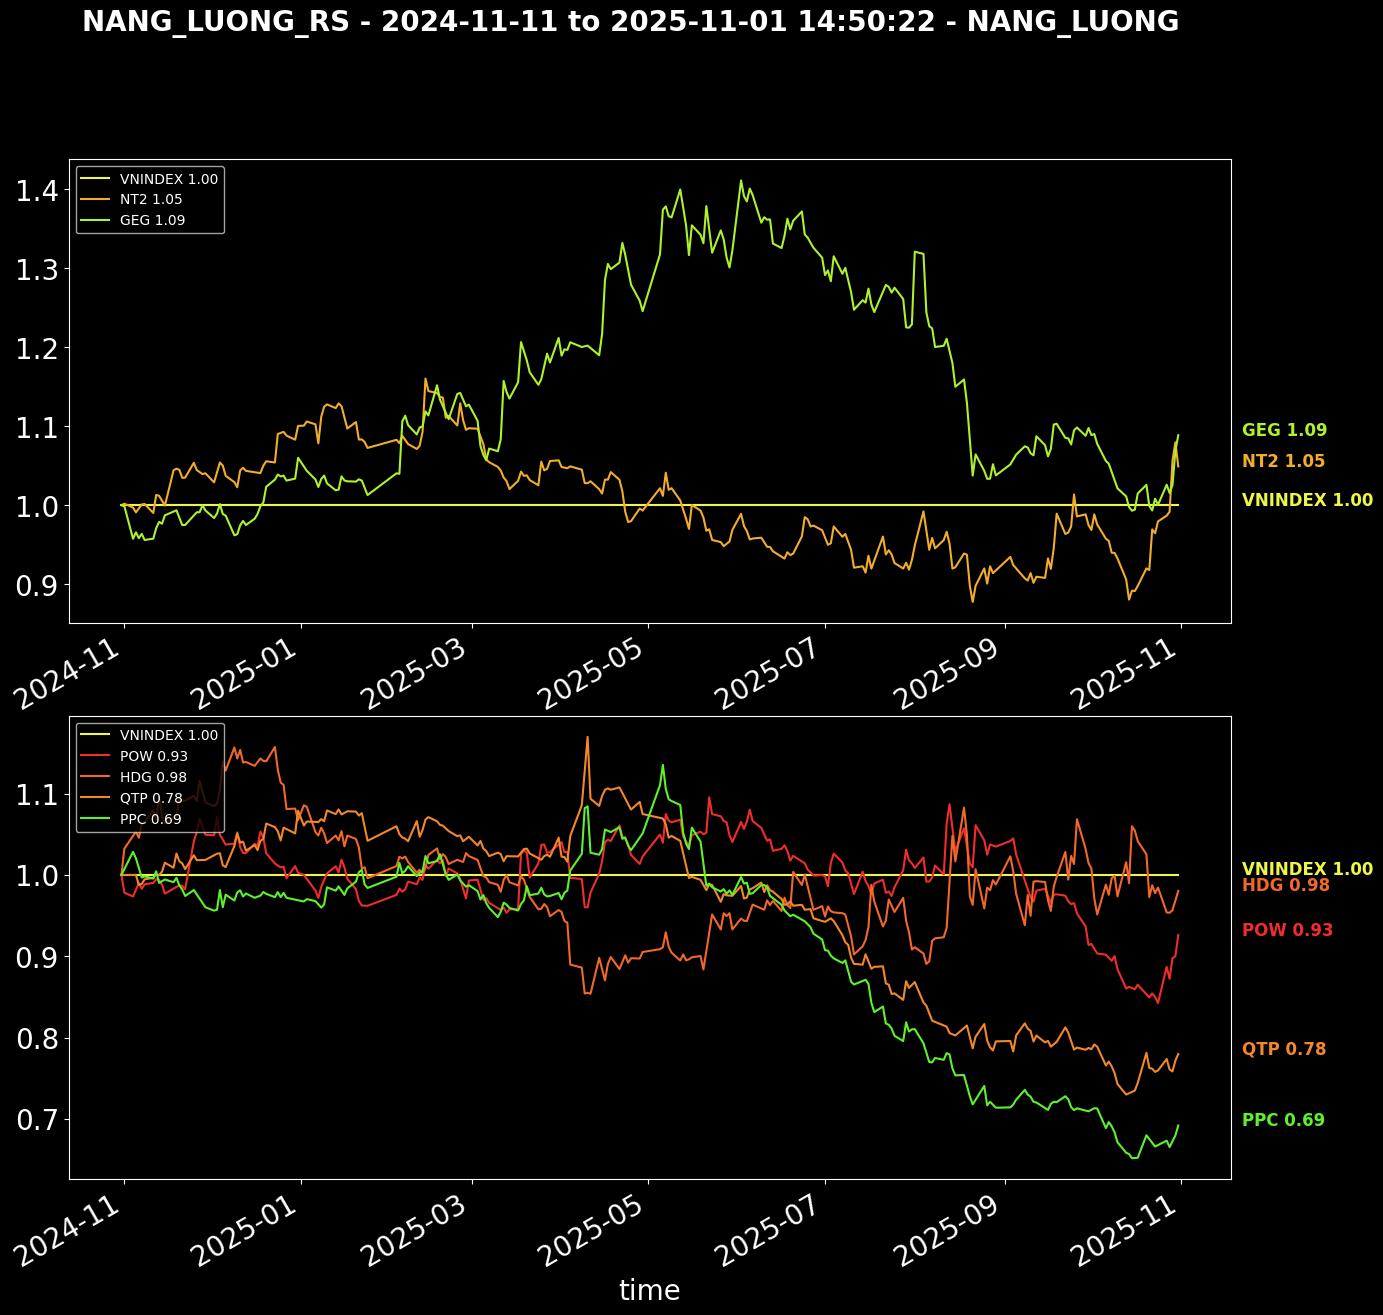 NANG_LUONG_RS - 2024-11-11 to 2025-11-01 14:50:22 - NANG_LUONG
VNINDEX 1.00
NT2 1.05
GEG 1.09
1.4
1.3
1.2
1.1
1.0
0.9
GEG 1.09
NT2 1.05
VNINDEX 1.00
2024-11
2025-01
2025-03
2025-05
2025-07
2025-09
2025-11
VNINDEX 1.00
POW 0.93
HDG 0.98
QTP 0.78
PPC 0.69
1.1
1.0
0.9
0.8
0.7
VNINDEX 1.00
HDG 0.98
POW 0.93
QTP 0.78
PPC 0.69
2024-11
2025-01
2025-03
2025-05
2025-07
2025-09
2025-11
time